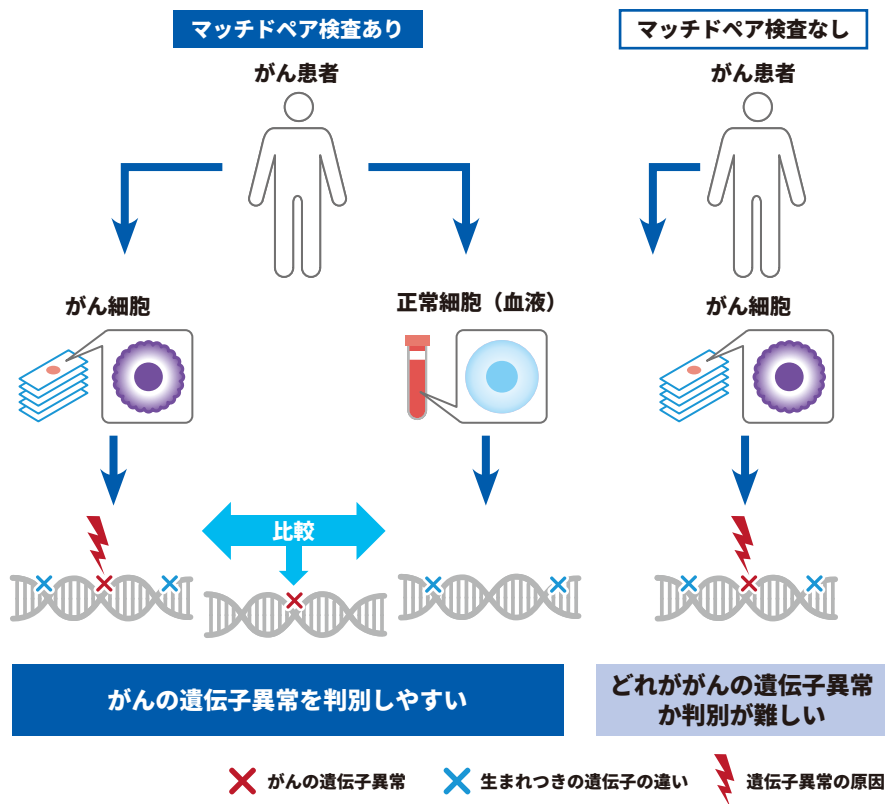 マッチドペア検査あり
がん患者
がん細胞
正常細胞（血液）
比較
がんの遺伝子異常を判別しやすい
マッチドペア検査なし
がん患者
がん細胞
どれががんの遺伝子異常
か判別が難しい
がんの遺伝子異常
生まれつきの遺伝子の違い
遺伝子異常の原因